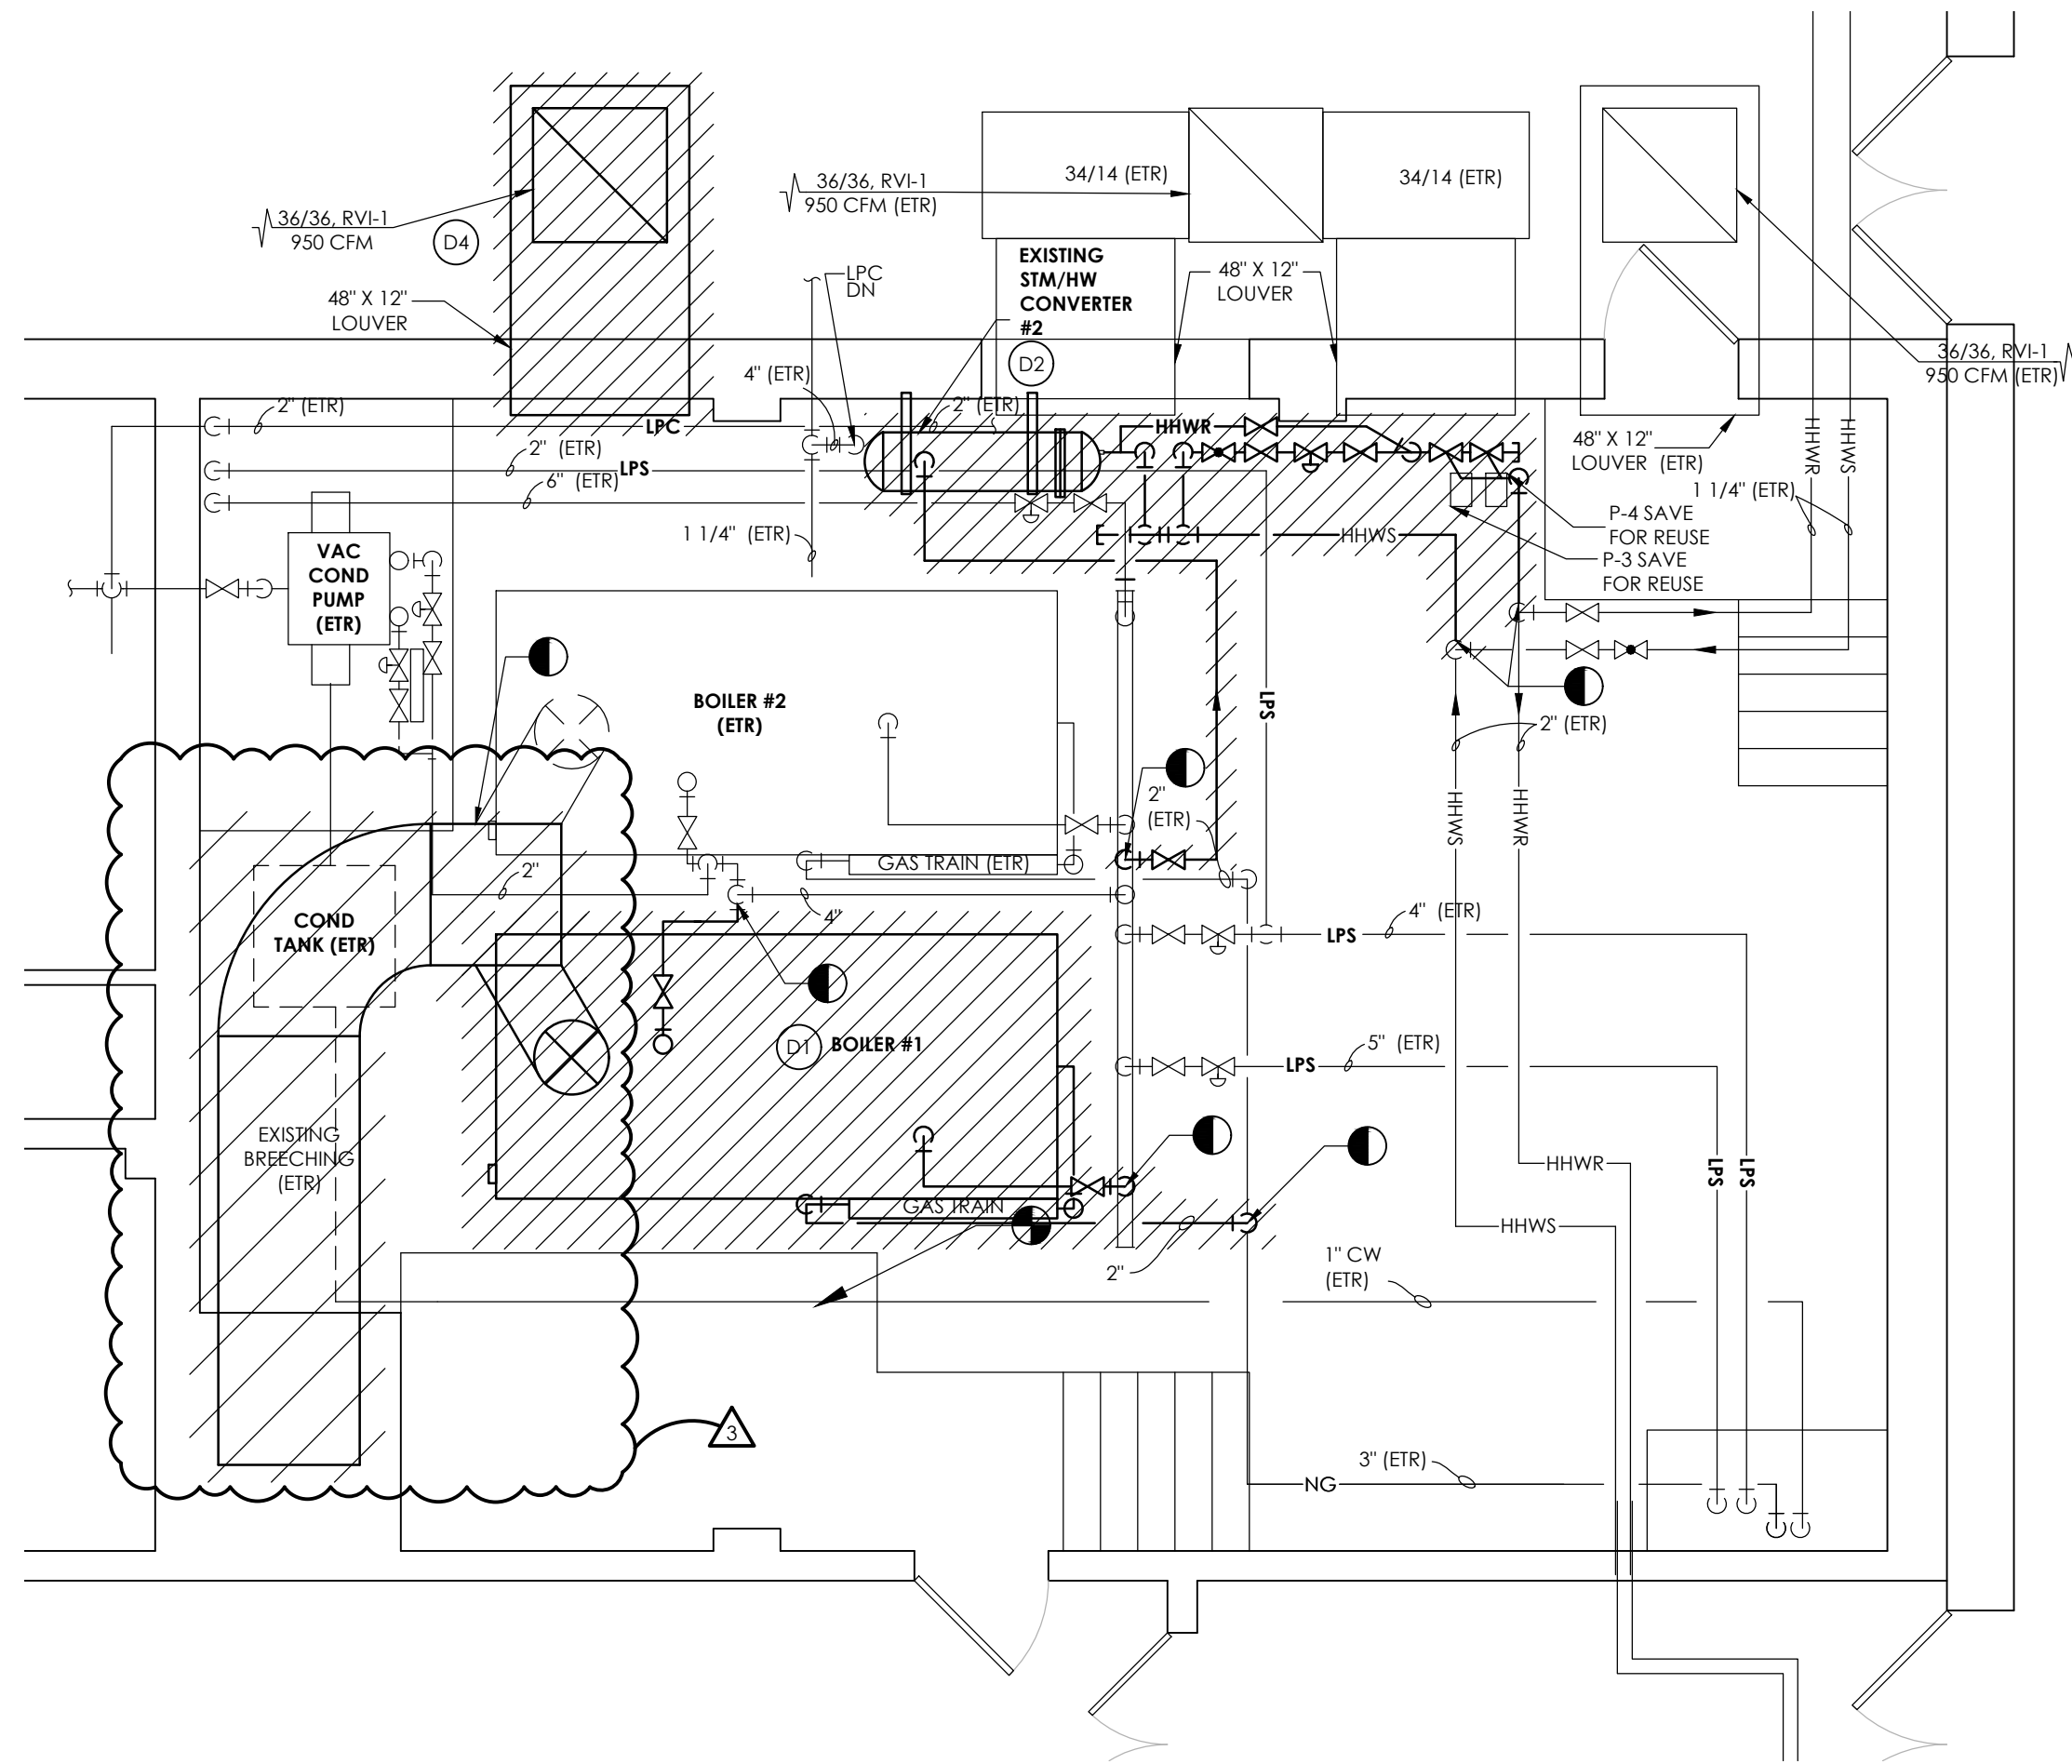 36/36, RVI-1
950 CFM
D4
48" X 12"
LOUVER
36/36, RVI-1
950 CFM (ETR)
34/14 (ETR)
34/14 (ETR)
EXISTING
STM/HW
CONVERTER
#2
D2
48" X 12"
LOUVER
LPC
DN
4" (ETR)
36/36, RVI-1
950 CFM (ETR)
48" X 12"
LOUVER (ETR)
2" (ETR)
LPC
2" (ETR)
HHWR
2" (ETR)
LPS
6" (ETR)
HHWR
HHWS
1 1/4" (ETR)
P-4 SAVE
FOR REUSE
P-3 SAVE
FOR REUSE
1 1/4" (ETR)
HHWS
VAC
COND
PUMP
(ETR)
BOILER #2
(ETR)
LPS
2" (ETR)
2"
(ETR)
HHWS
HHWR
GAS TRAIN (ETR)
2"
4"
COND
TANK (ETR)
4" (ETR)
LPS
D1
BOILER #1
5" (ETR)
LPS
EXISTING
BREECHING
(ETR)
HHWR
LPS
LPS
GAS TRAIN
HHWS
2"
1" CW
(ETR)
3
3" (ETR)
NG